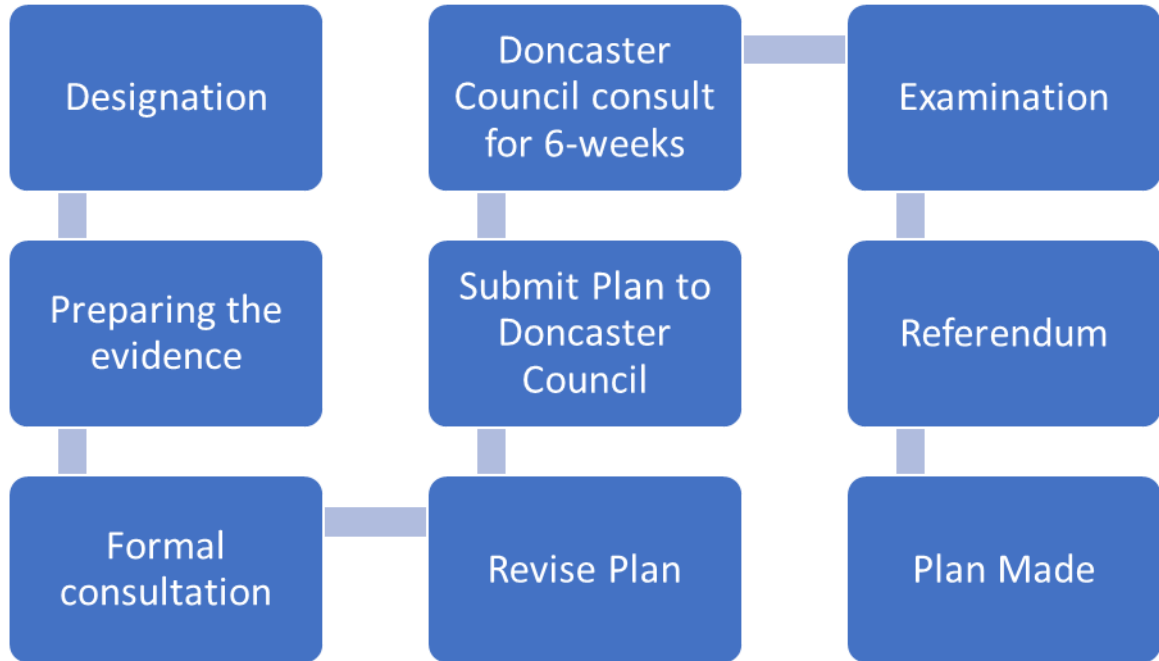 Designation
Preparing the
evidence
Formal
consultation
Revise Plan
Submit Plan to
Doncaster
Council
Doncaster
Council consult
for 6-weeks
Examination
Referendum
Plan Made